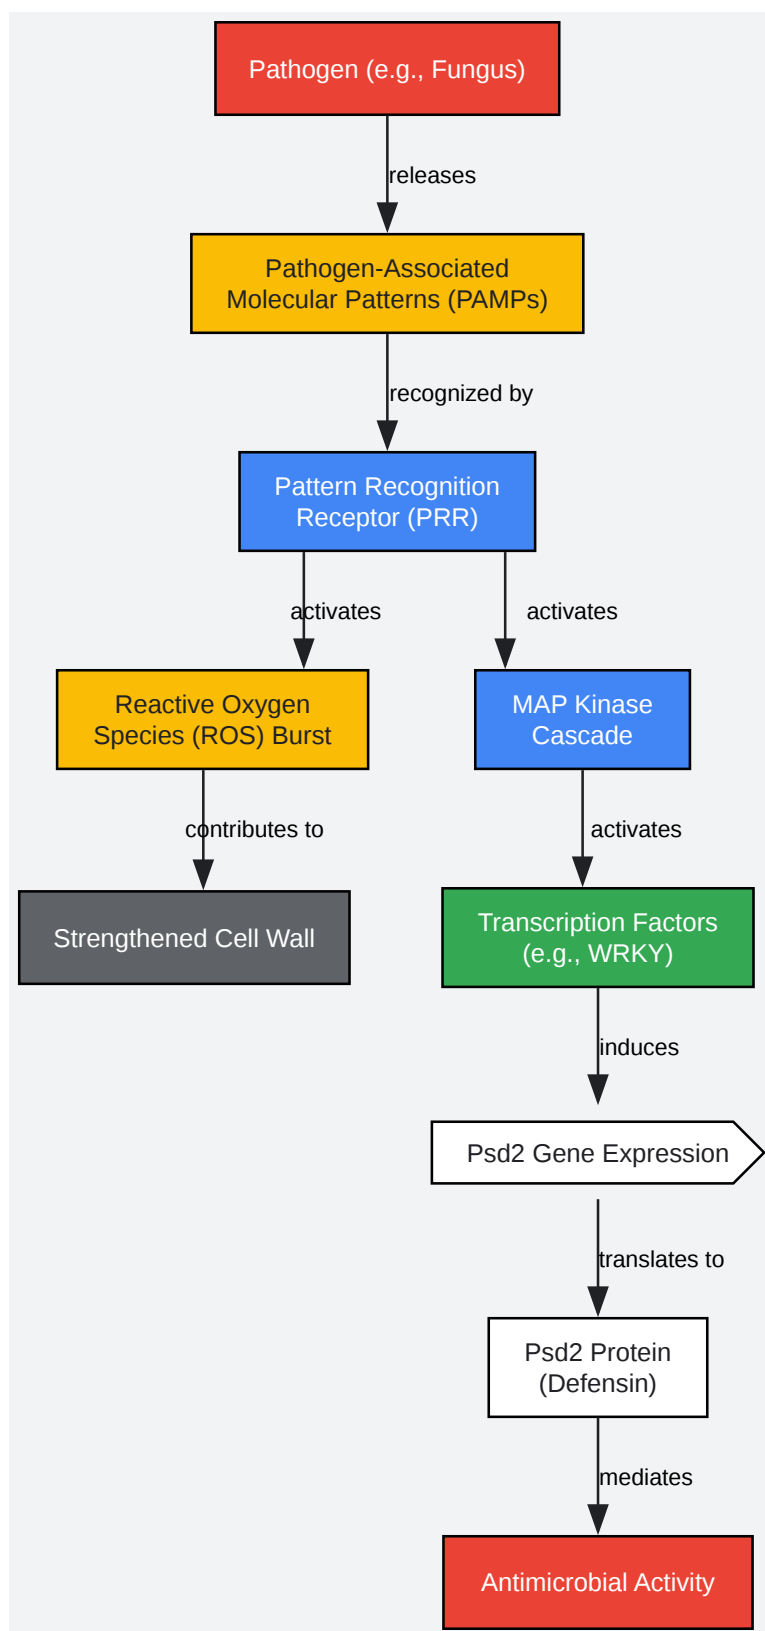 Pathogen (e.g., Fungus)
releases
Pathogen-Associated
Molecular Patterns (PAMPs)
recognized by
Pattern Recognition
Receptor (PRR)
activates
activates
Reactive Oxygen
Species (ROS) Burst
MAP Kinase
Cascade
contributes to
activates
Strengthened Cell Wall
Transcription Factors
(e.g., WRKY)
induces
Psd2 Gene Expression
translates to
Psd2 Protein
(Defensin)
mediates
Antimicrobial Activity